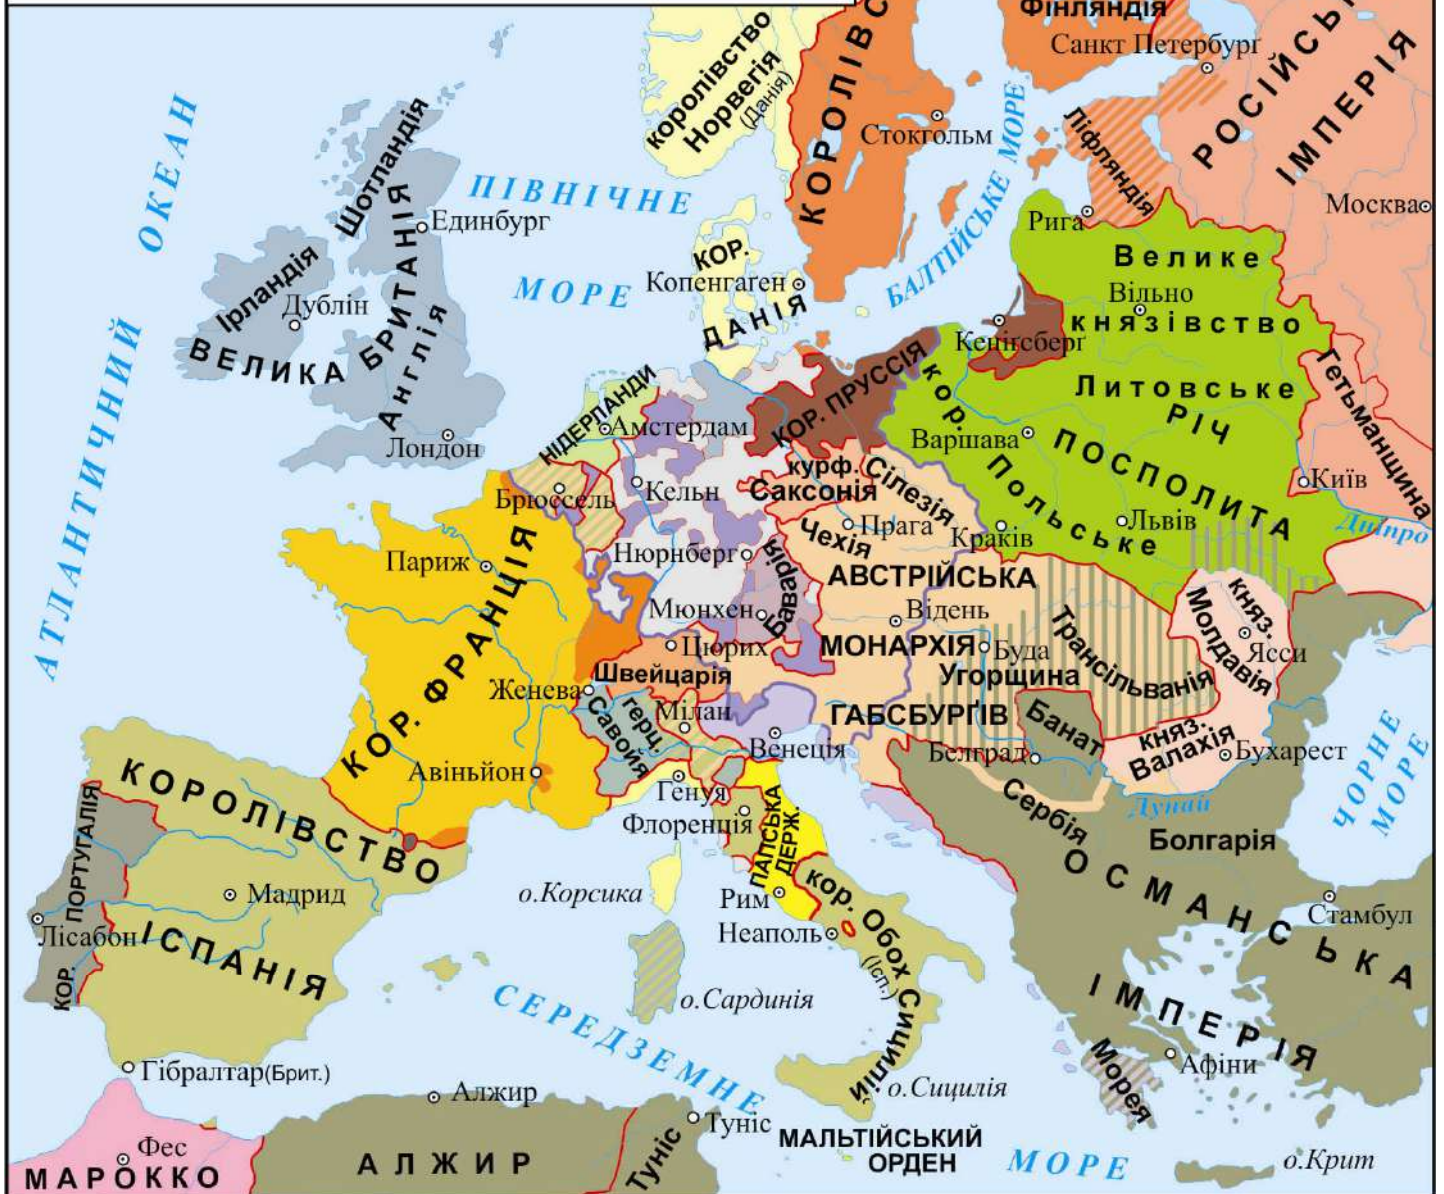 Фінляндія
Санкт Петербург
РОСІЙСЬК
ІМПЕРІЯ
КОРОЛІВС
королівство
Норвегія
(Данія)
Стокгольм
Ліфляндія
Москва
Рига
АТЛАНТИЧНИЙ
ОКЕАН
ПІВНІЧНЕ
МОРЕ
БАЛТІЙСЬКЕ МОРЕ
Шотландія
Единбург
Ірландія
Дублін
ВЕЛИКА БРИТАНІЯ
Англія
Лондон
КОР.
ДАНІЯ
Копенгаґен
Велике
князівство
Литовське
Вільно
РІЧ
ПОСПОЛИТА
кор.
Польське
Кеніґсберґ
КОР. ПРУССІЯ
Варшава
Гетьманщина
Київ
Дніпро
Львів
Краків
НІДЕРЛАНДИ
Амстердам
Брюссель
Кельн
курф.
Саксонія
Сілезія
Чехія
Прага
Нюрнберг
Баварія
Мюнхен
АВСТРІЙСЬКА
МОНАРХІЯ
ГАБСБУРҐІВ
Відень
Буда
Угорщина
Трансільванія
княз.
Молдавія
Ясси
Париж
КОР. ФРАНЦІЯ
Цюрих
Швейцарія
Женева
герц.
Савойя
Мілан
Венеція
Генуя
Авіньйон
Флоренція
ПАПСЬКА
ДЕРЖ.
Рим
Неаполь
Банат
Белград
княз.
Валахія
Бухарест
Сербія
Дунай
Болгарія
ЧОРНЕ
МОРЕ
ОСМАНСЬКА
ІМПЕРІЯ
Стамбул
Афіни
Морея
КОРОЛІВСТВО
ІСПАНІЯ
Мадрид
КОР. ПОРТУГАЛІЯ
Лісабон
Гібралтар(Брит.)
о.Корсика
о.Сардинія
кор. Обох Сицилій
(Ісп.)
о.Сицилія
СЕРЕДЗЕМНЕ
МОРЕ
МАЛЬТІЙСЬКИЙ
ОРДЕН
о.Крит
Алжир
АЛЖИР
Туніс
Туніс
Фес
МАРОККО